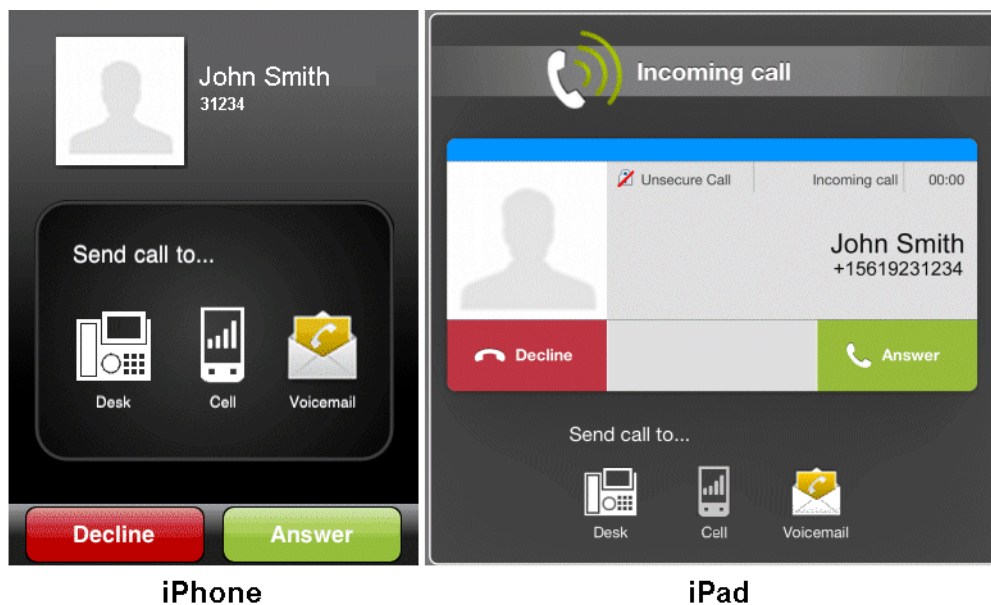 John Smith
31234
Send call to...
Desk Cell Voicemail
Decline Answer
iPhone
Incoming call
Unsecure Call Incoming call 00:00
John Smith
+15619231234
Decline Answer
Send call to...
Desk Cell Voicemail
iPad